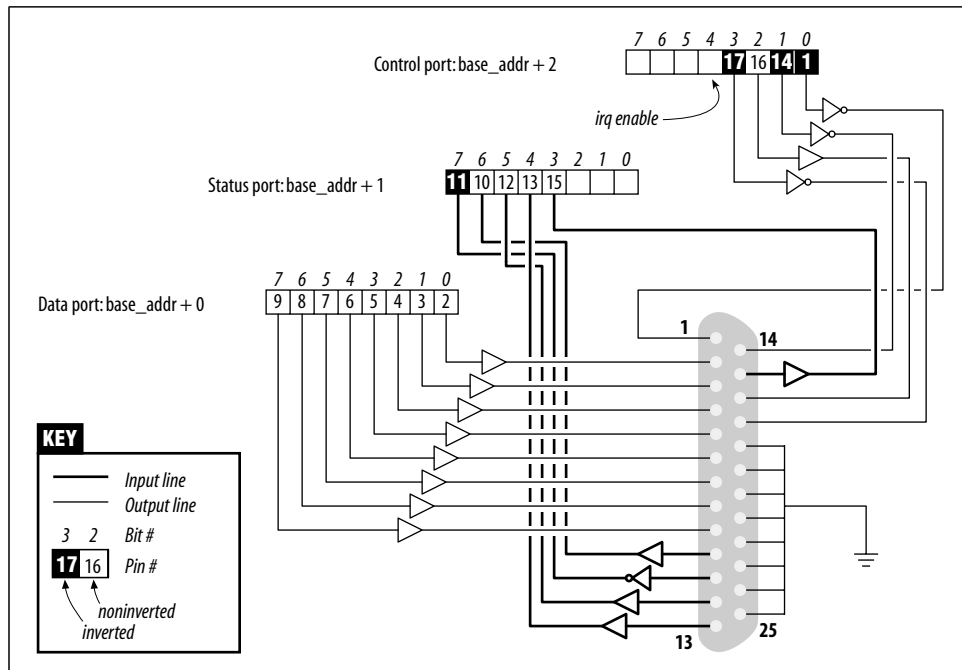 7 6 5 4 3 2 1 0
Control port: base_addr + 2
17 16 14 1
irq enable
7 6 5 4 3 2 1 0
Status port: base_addr + 1
11 10 12 13 15
7 6 5 4 3 2 1 0
Data port: base_addr + 0
9 8 7 6 5 4 3 2
1
14
KEY
Input line
Output line
3 2 Bit #
17 16 Pin #
noninverted
inverted
13
25